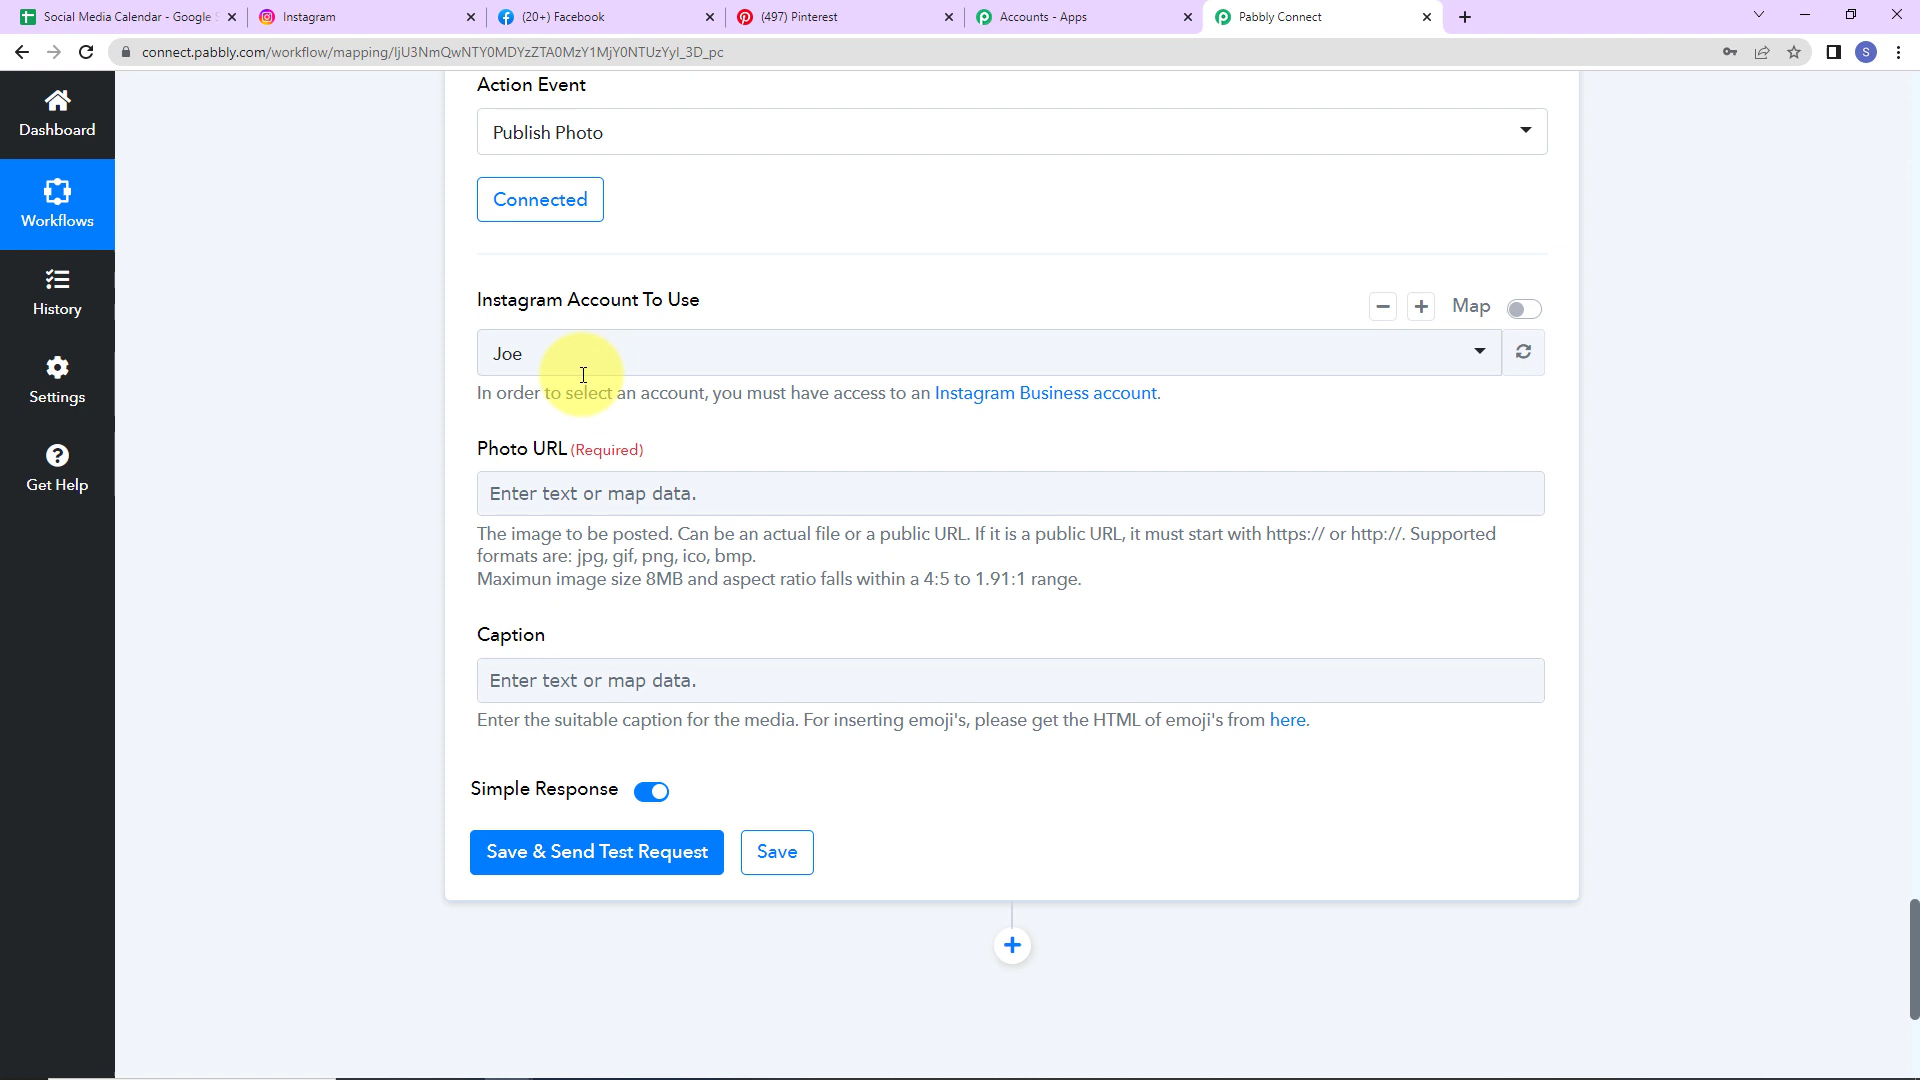 Social Media Calendar - Google S
Instagram
(20+) Facebook
(497) Pinterest
Accounts - Apps
Pabbly Connect
connect.pabbly.com/workflow/mapping/IjU3NmQwNTY0MDYzZTA0MzY1MjY0NTUzYyI_3D_pc
S
Dashboard
Workflows
History
Settings
Get Help
Action Event
Publish Photo
Connected
Instagram Account To Use
Map
Joe
In order to select an account, you must have access to an Instagram Business account.
Photo URL (Required)
Enter text or map data.
The image to be posted. Can be an actual file or a public URL. If it is a public URL, it must start with https:// or http://. Supported
formats are: jpg, gif, png, ico, bmp.
Maximun image size 8MB and aspect ratio falls within a 4:5 to 1.91:1 range.
Caption
Enter text or map data.
Enter the suitable caption for the media. For inserting emoji's, please get the HTML of emoji's from here.
Simple Response
Save & Send Test Request
Save